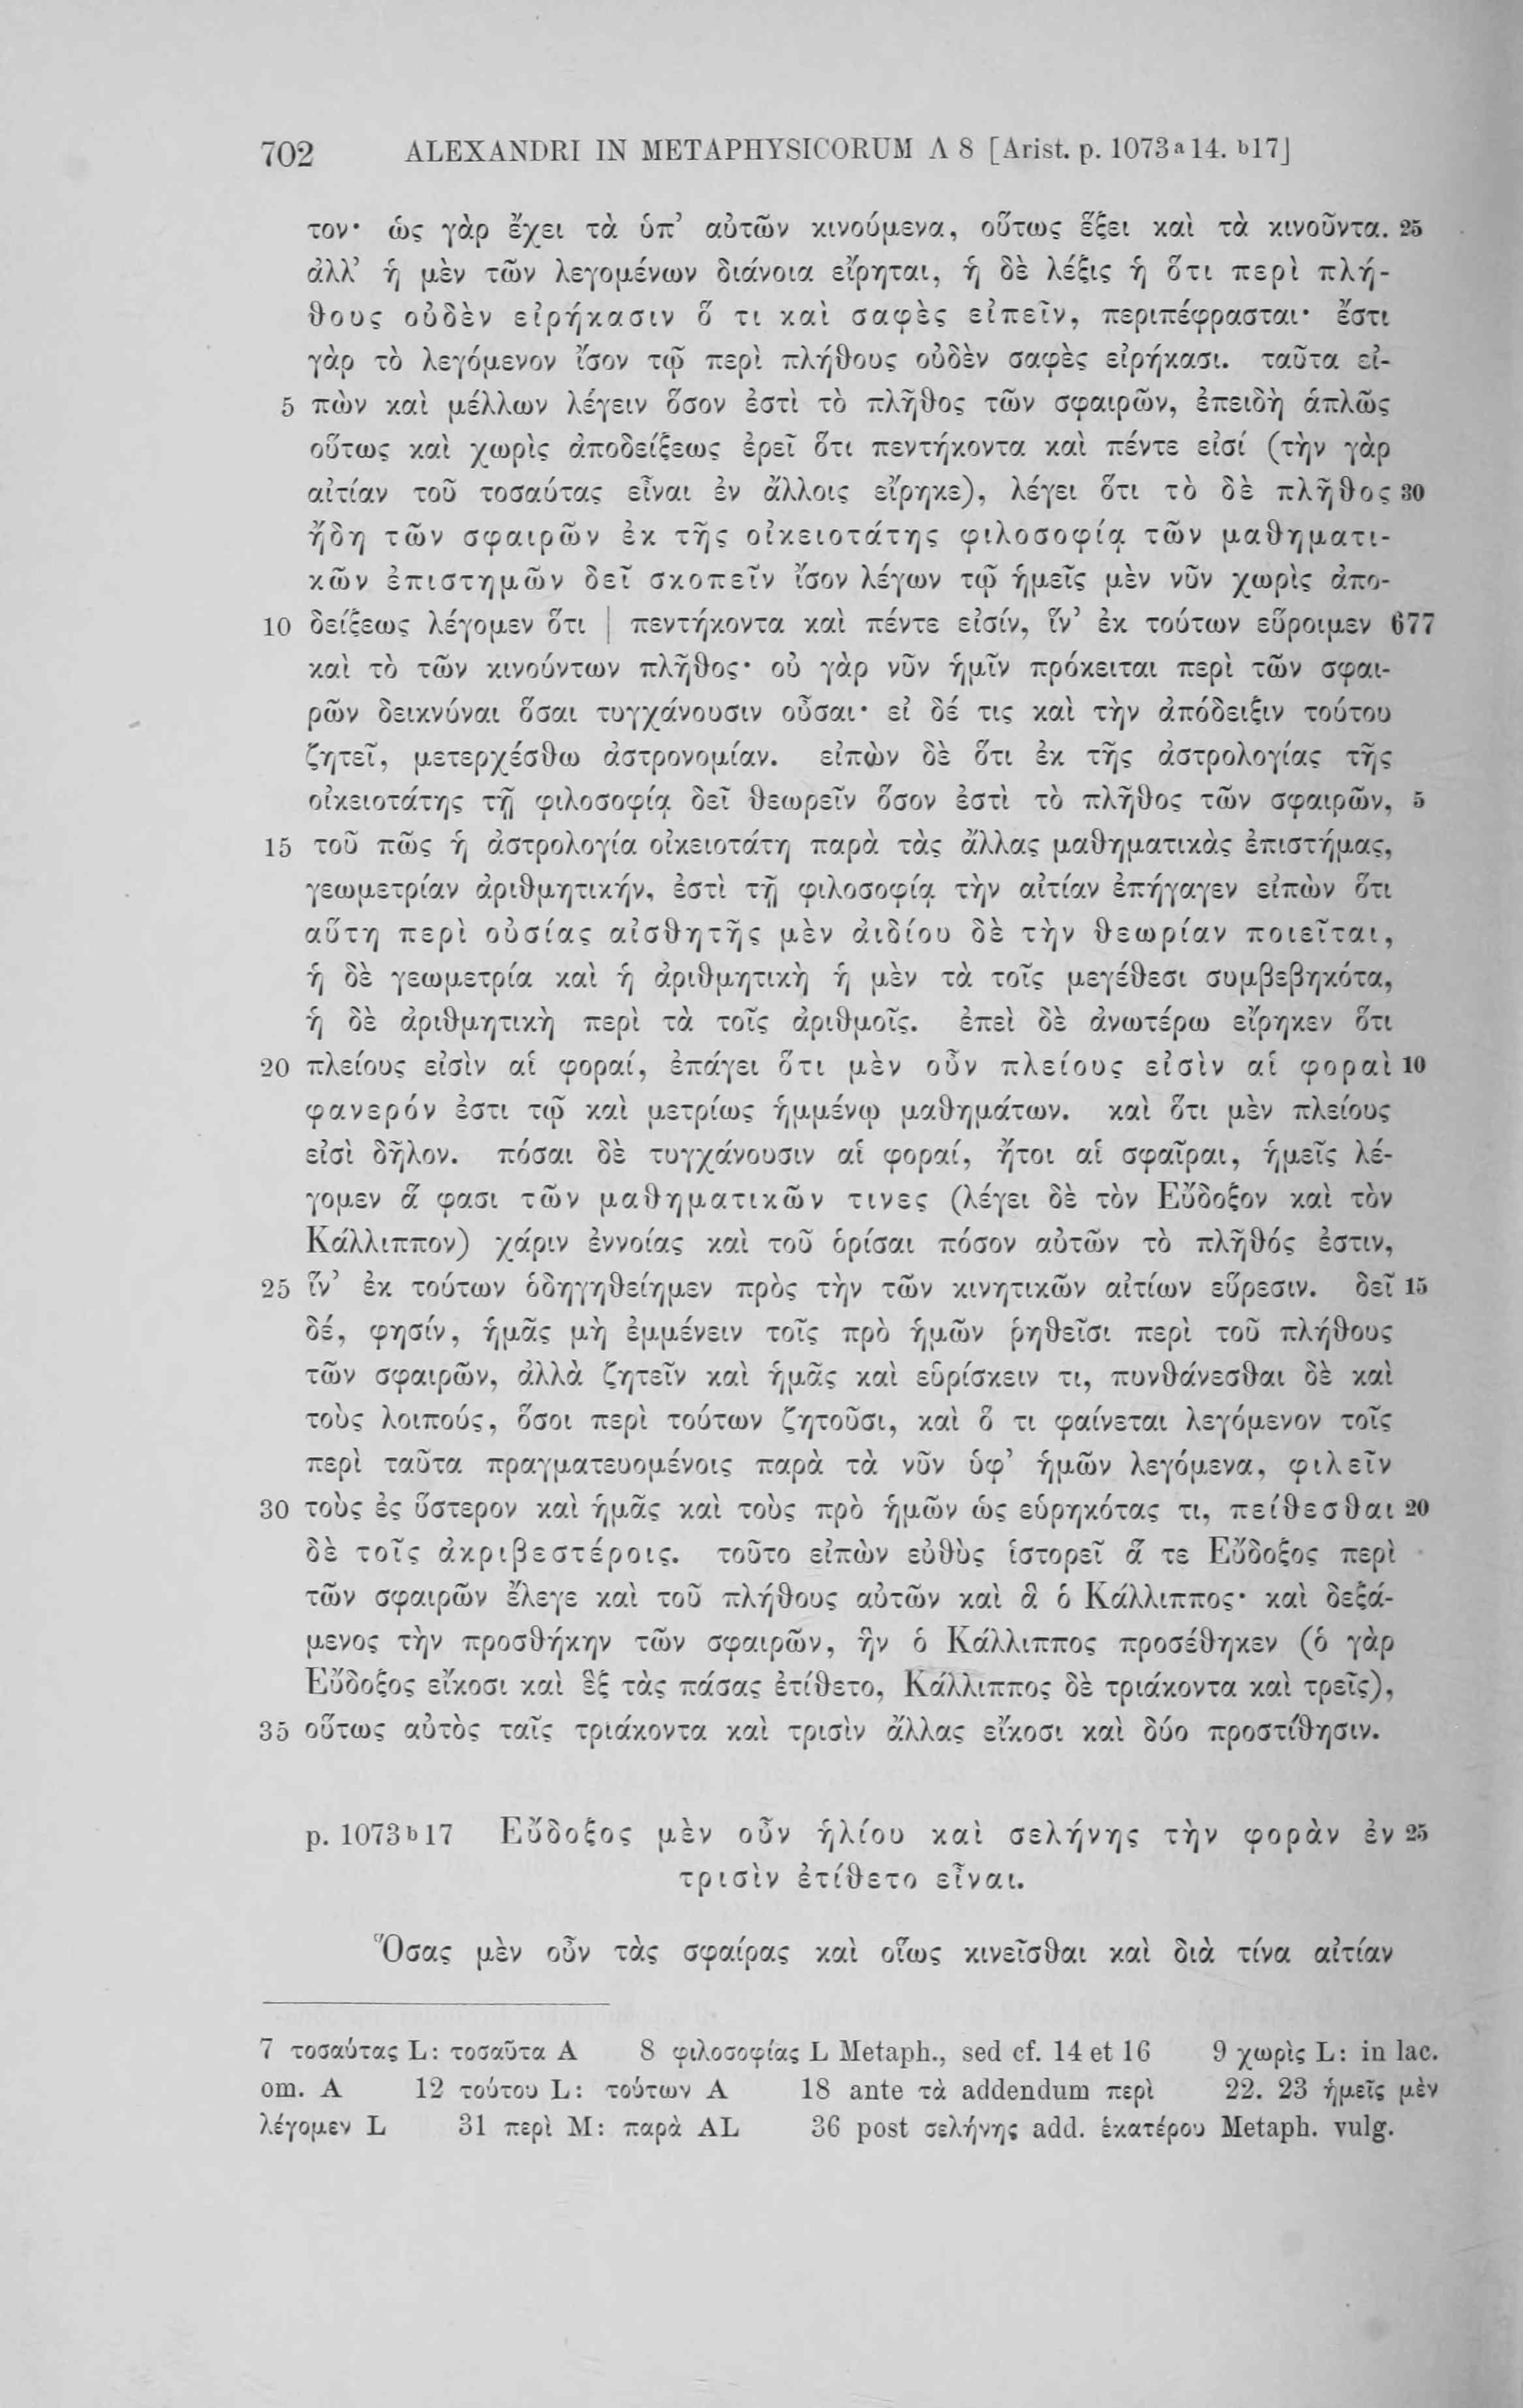 702 ALEXANDRI IN METAPHYSICORUM Λ 8 [Arist. p. 1073a14. b17]
τον· ὡς γὰρ ἔχει τὰ ὑπ’ αὐτῶν κινούμενα, οὕτως ἕξει καὶ τὰ κινοῦντα. 25
ἀλλ’ ἡ μὲν τῶν λεγομένων διάνοια εἴρηται, ἡ δὲ λέξις ἡ ὅτι περὶ πλή-
θους οὐδὲν εἰρήκασιν ὅ τι καὶ σαφὲς εἰπεῖν, περιπέφρασται· ἔστι
γὰρ τὸ λεγόμενον ἴσον τῷ περὶ πλήθους οὐδὲν σαφὲς εἰρήκασι. ταῦτα εἰ-
5 πὼν καὶ μέλλων λέγειν ὅσον ἐστὶ τὸ πλῆθος τῶν σφαιρῶν, ἐπειδὴ ἁπλῶς
οὕτως καὶ χωρὶς ἀποδείξεως ἐρεῖ ὅτι πεντήκοντα καὶ πέντε εἰσί (τὴν γὰρ
αἰτίαν τοῦ τοσαύτας εἶναι ἐν ἄλλοις εἴρηκε), λέγει ὅτι τὸ δὲ πλῆθος 30
ἤδη τῶν σφαιρῶν ἐκ τῆς οἰκειοτάτης φιλοσοφίᾳ τῶν μαθηματι-
κῶν ἐπιστημῶν δεῖ σκοπεῖν ἴσον λέγων τῷ ἡμεῖς μὲν νῦν χωρὶς ἀπο-
10 δείξεως λέγομεν ὅτι | πεντήκοντα καὶ πέντε εἰσίν, ἵν’ ἐκ τούτων εὕροιμεν 677
καὶ τὸ τῶν κινούντων πλῆθος· οὐ γὰρ νῦν ἡμῖν πρόκειται περὶ τῶν σφαι-
ρῶν δεικνύναι ὅσαι τυγχάνουσιν οὖσαι· εἰ δέ τις καὶ τὴν ἀπόδειξιν τούτου
ζητεῖ, μετερχέσθω ἀστρονομίαν. εἰπὼν δὲ ὅτι ἐκ τῆς ἀστρολογίας τῆς
οἰκειοτάτης τῇ φιλοσοφίᾳ δεῖ θεωρεῖν ὅσον ἐστὶ τὸ πλῆθος τῶν σφαιρῶν, 5
15 τοῦ πῶς ἡ ἀστρολογία οἰκειοτάτη παρὰ τὰς ἄλλας μαθηματικὰς ἐπιστήμας,
γεωμετρίαν ἀριθμητικήν, ἐστὶ τῇ φιλοσοφίᾳ τὴν αἰτίαν ἐπήγαγεν εἰπὼν ὅτι
αὕτη περὶ οὐσίας αἰσθητῆς μὲν ἀιδίου δὲ τὴν θεωρίαν ποιεῖται,
ἡ δὲ γεωμετρία καὶ ἡ ἀριθμητικὴ ἡ μὲν τὰ τοῖς μεγέθεσι συμβεβηκότα,
ἡ δὲ ἀριθμητικὴ περὶ τὰ τοῖς ἀριθμοῖς. ἐπεὶ δὲ ἀνωτέρω εἴρηκεν ὅτι
20 πλείους εἰσὶν αἱ φοραί, ἐπάγει ὅτι μὲν οὖν πλείους εἰσὶν αἱ φοραὶ 10
φανερόν ἐστι τῷ καὶ μετρίως ἡμμένῳ μαθημάτων. καὶ ὅτι μὲν πλείους
εἰσὶ δῆλον. πόσαι δὲ τυγχάνουσιν αἱ φοραί, ἤτοι αἱ σφαῖραι, ἡμεῖς λέ-
γομεν ἅ φασι τῶν μαθηματικῶν τινες (λέγει δὲ τὸν Εὔδοξον καὶ τὸν
Κάλλιππον) χάριν ἐννοίας καὶ τοῦ ὁρίσαι πόσον αὐτῶν τὸ πλῆθός ἐστιν,
25 ἵν’ ἐκ τούτων ὁδηγηθείημεν πρὸς τὴν τῶν κινητικῶν αἰτίων εὕρεσιν. δεῖ 15
δέ, φησίν, ἡμᾶς μὴ ἐμμένειν τοῖς πρὸ ἡμῶν ῥηθεῖσι περὶ τοῦ πλήθους
τῶν σφαιρῶν, ἀλλὰ ζητεῖν καὶ ἡμᾶς καὶ εὑρίσκειν τι, πυνθάνεσθαι δὲ καὶ
τοὺς λοιπούς, ὅσοι περὶ τούτων ζητοῦσι, καὶ ὅ τι φαίνεται λεγόμενον τοῖς
περὶ ταῦτα πραγματευομένοις παρὰ τὰ νῦν ὑφ’ ἡμῶν λεγόμενα, φιλεῖν
30 τοὺς ἐς ὕστερον καὶ ἡμᾶς καὶ τοὺς πρὸ ἡμῶν ὡς εὑρηκότας τι, πείθεσθαι 20
δὲ τοῖς ἀκριβεστέροις. τοῦτο εἰπὼν εὐθὺς ἱστορεῖ ἅ τε Εὔδοξος περὶ
τῶν σφαιρῶν ἔλεγε καὶ τοῦ πλήθους αὐτῶν καὶ ἃ ὁ Κάλλιππος· καὶ δεξά-
μενος τὴν προσθήκην τῶν σφαιρῶν, ἣν ὁ Κάλλιππος προσέθηκεν (ὁ γὰρ
Εὔδοξος εἴκοσι καὶ ἓξ τὰς πάσας ἐτίθετο, Κάλλιππος δὲ τριάκοντα καὶ τρεῖς),
35 οὕτως αὐτὸς ταῖς τριάκοντα καὶ τρισὶν ἄλλας εἴκοσι καὶ δύο προστίθησιν.
p. 1073b17 Εὔδοξος μὲν οὖν ἡλίου καὶ σελήνης τὴν φορὰν ἐν 25
τρισὶν ἐτίθετο εἶναι.
Ὅσας μὲν οὖν τὰς σφαίρας καὶ οἵως κινεῖσθαι καὶ διὰ τίνα αἰτίαν
7 τοσαύτας L: τοσαῦτα A 8 φιλοσοφίας L Metaph., sed cf. 14 et 16 9 χωρὶς L: in lac.
om. A 12 τούτου L: τούτων A 18 ante τὰ addendum περὶ 22. 23 ἡμεῖς μὲν
λέγομεν L 31 περὶ M: παρὰ AL 36 post σελήνης add. ἑκατέρου Metaph. vulg.